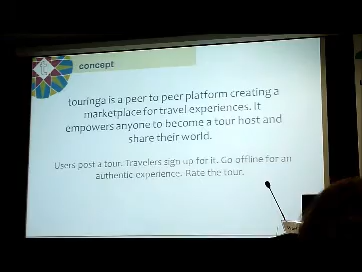 concept
touringa is a peer to peer platform creating a
marketplace for travel experiences. It
empowers anyone to become a tour host and
share their world.
Users post a tour. Travelers sign up for it. Go offline for an
authentic experience. Rate the tour.